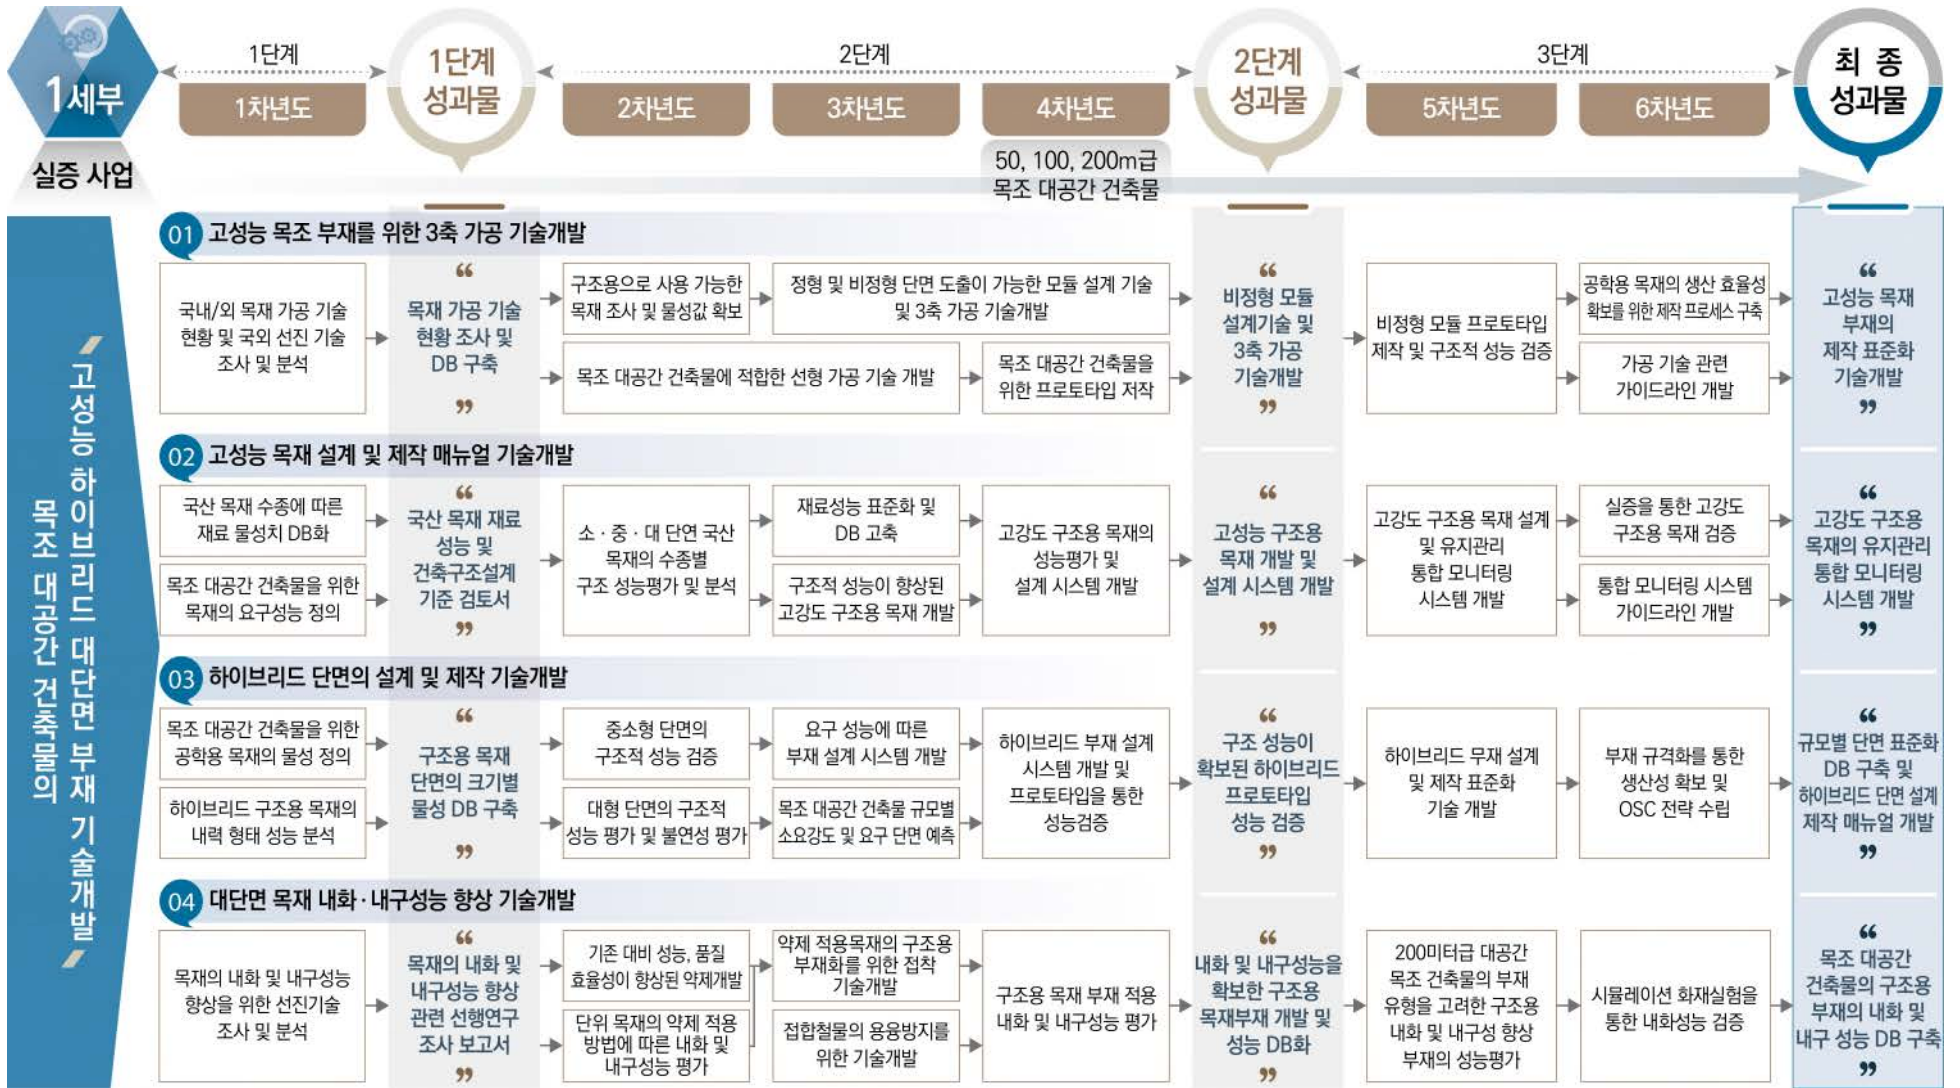 1세부
실증 사업
1단계
1차년도
1단계
성과물
2단계
2차년도
3차년도
4차년도
50, 100, 200m급
목조 대공간 건축물
2단계
성과물
3단계
5차년도
6차년도
최 종
성과물
고성능 하이브리드 대단면 부재 기술개발
목조 대공간 건축물의
01 고성능 목조 부재를 위한 3축 가공 기술개발
국내/외 목재 가공 기술
현황 및 국외 선진 기술
조사 및 분석
“
목재 가공 기술
현황 조사 및
DB 구축
”
구조용으로 사용 가능한
목재 조사 및 물성값 확보
정형 및 비정형 단면 도출이 가능한 모듈 설계 기술
및 3축 가공 기술개발
목조 대공간 건축물에 적합한 선형 가공 기술 개발
목조 대공간 건축물을
위한 프로토타입 저작
“
비정형 모듈
설계기술 및
3축 가공
기술개발
”
비정형 모듈 프로토타입
제작 및 구조적 성능 검증
공학용 목재의 생산 효율성
확보를 위한 제작 프로세스 구축
가공 기술 관련
가이드라인 개발
“
고성능 목재
부재의
제작 표준화
기술개발
”
02 고성능 목재 설계 및 제작 매뉴얼 기술개발
국산 목재 수종에 따른
재료 물성치 DB화
목조 대공간 건축물을 위한
목재의 요구성능 정의
“
국산 목재 재료
성능 및
건축구조설계
기준 검토서
”
소 · 중 · 대 단연 국산
목재의 수종별
구조 성능평가 및 분석
재료성능 표준화 및
DB 고축
구조적 성능이 향상된
고강도 구조용 목재 개발
고강도 구조용 목재의
성능평가 및
설계 시스템 개발
“
고성능 구조용
목재 개발 및
설계 시스템 개발
”
고강도 구조용 목재 설계
및 유지관리
통합 모니터링
시스템 개발
실증을 통한 고강도
구조용 목재 검증
통합 모니터링 시스템
가이드라인 개발
“
고강도 구조용
목재의 유지관리
통합 모니터링
시스템 개발
”
03 하이브리드 단면의 설계 및 제작 기술개발
목조 대공간 건축물을 위한
공학용 목재의 물성 정의
하이브리드 구조용 목재의
내력 형태 성능 분석
“
구조용 목재
단면의 크기별
물성 DB 구축
”
중소형 단면의
구조적 성능 검증
대형 단면의 구조적
성능 평가 및 불연성 평가
요구 성능에 따른
부재 설계 시스템 개발
목조 대공간 건축물 규모별
소요강도 및 요구 단면 예측
하이브리드 부재 설계
시스템 개발 및
프로토타입을 통한
성능검증
“
구조 성능이
확보된 하이브리드
프로토타입
성능 검증
”
하이브리드 무재 설계
및 제작 표준화
기술 개발
부재 규격화를 통한
생산성 확보 및
OSC 전략 수립
“
규모별 단면 표준화
DB 구축 및
하이브리드 단면 설계
제작 매뉴얼 개발
”
04 대단면 목재 내화 · 내구성능 향상 기술개발
목재의 내화 및 내구성능
향상을 위한 선진기술
조사 및 분석
“
목재의 내화 및
내구성능 향상
관련 선행연구
조사 보고서
”
기존 대비 성능, 품질
효율성이 향상된 약제개발
단위 목재의 약제 적용
방법에 따른 내화 및
내구성능 평가
약제 적용목재의 구조용
부재화를 위한 접착
기술개발
접합철물의 용융방지를
위한 기술개발
구조용 목재 부재 적용
내화 및 내구성능 평가
“
내화 및 내구성능을
확보한 구조용
목재부재 개발 및
성능 DB화
”
200미터급 대공간
목조 건축물의 부재
유형을 고려한 구조용
내화 및 내구성 향상
부재의 성능평가
시뮬레이션 화재실험을
통한 내화성능 검증
“
목조 대공간
건축물의 구조용
부재의 내화 및
내구 성능 DB 구축
”